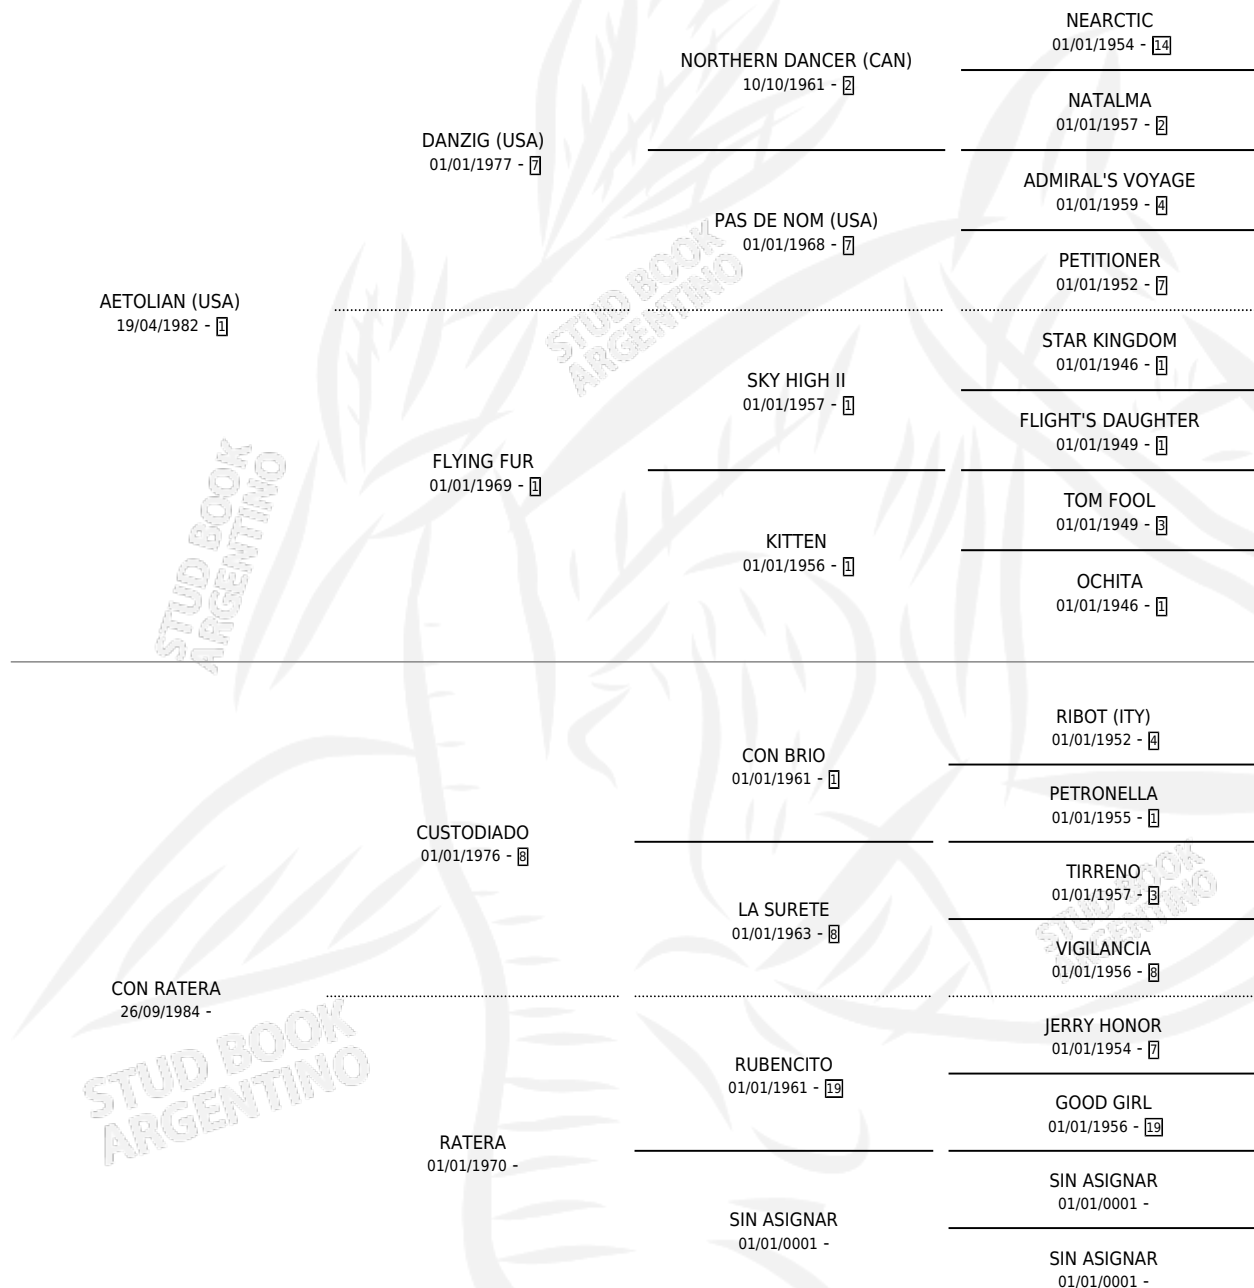 NEARCTIC
01/01/1954 - 14
NORTHERN DANCER (CAN)
10/10/1961 - 2
NATALMA
01/01/1957 - 2
DANZIG (USA)
01/01/1977 - 7
ADMIRAL'S VOYAGE
01/01/1959 - 4
PAS DE NOM (USA)
01/01/1968 - 7
PETITIONER
01/01/1952 - 7
AETOLIAN (USA)
19/04/1982 - 1
STUD BOOK
ARGENTINO
STAR KINGDOM
01/01/1946 - 1
SKY HIGH II
01/01/1957 - 1
FLIGHT'S DAUGHTER
01/01/1949 - 1
FLYING FUR
01/01/1969 - 1
TOM FOOL
01/01/1949 - 3
KITTEN
01/01/1956 - 1
OCHITA
01/01/1946 - 1
STUD BOOK
ARGENTINO
RIBOT (ITY)
01/01/1952 - 4
CON BRIO
01/01/1961 - 1
PETRONELLA
01/01/1955 - 1
CUSTODIADO
01/01/1976 - 8
TIRRENO
01/01/1957 - 3
LA SURETE
01/01/1963 - 8
VIGILANCIA
01/01/1956 - 8
STUD BOOK
ARGENTINO
CON RATERA
26/09/1984 -
JERRY HONOR
01/01/1954 - 7
RUBENCITO
01/01/1961 - 19
GOOD GIRL
01/01/1956 - 19
STUD BOOK
ARGENTINO
RATERA
01/01/1970 -
SIN ASIGNAR
01/01/0001 -
SIN ASIGNAR
01/01/0001 -
SIN ASIGNAR
01/01/0001 -